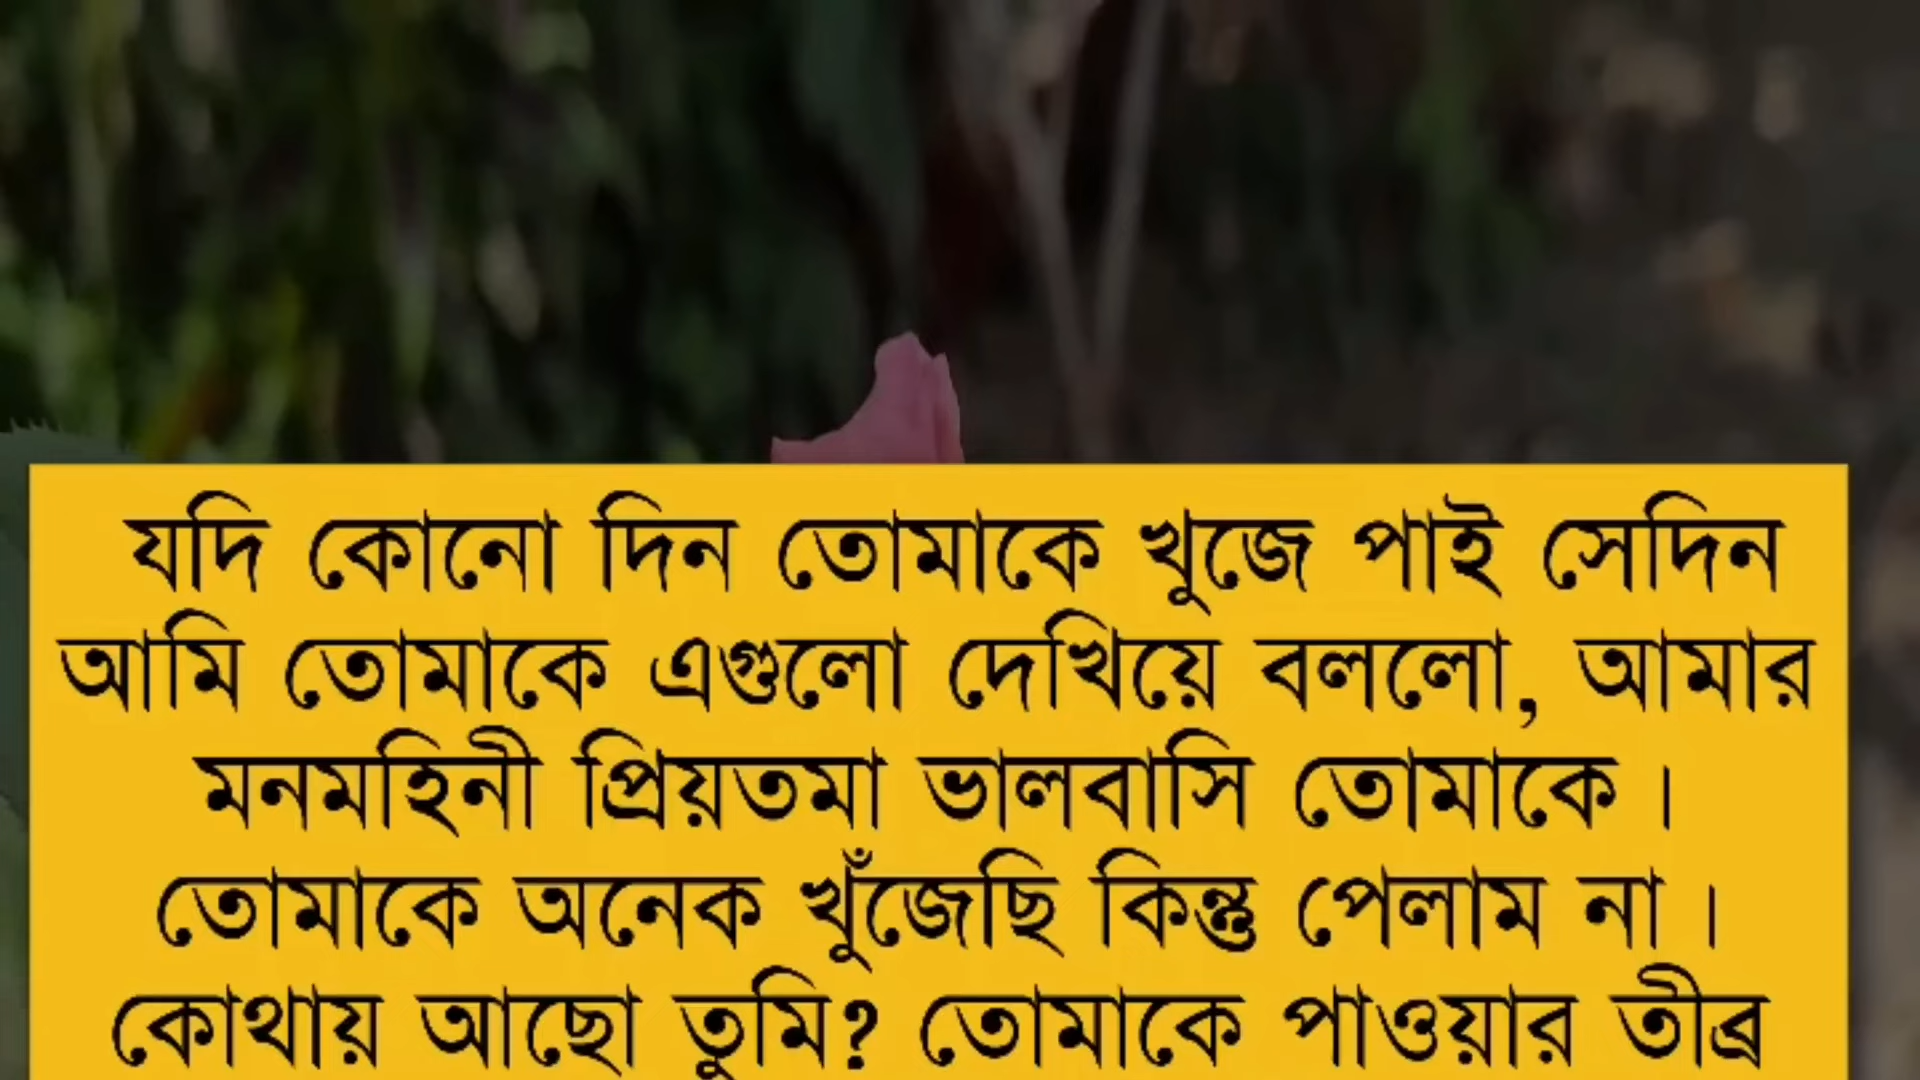 যদি কোনো দিন তোমাকে খুজে পাই সেদিন
আমি তোমাকে এগুলো দেখিয়ে বললো, আমার
মনমহিনী প্রিয়তমা ভালবাসি তোমাকে।
তোমাকে অনেক খুঁজেছি কিন্তু পেলাম না।
কোথায় আছো তুমি? তোমাকে পাওয়ার তীব্র